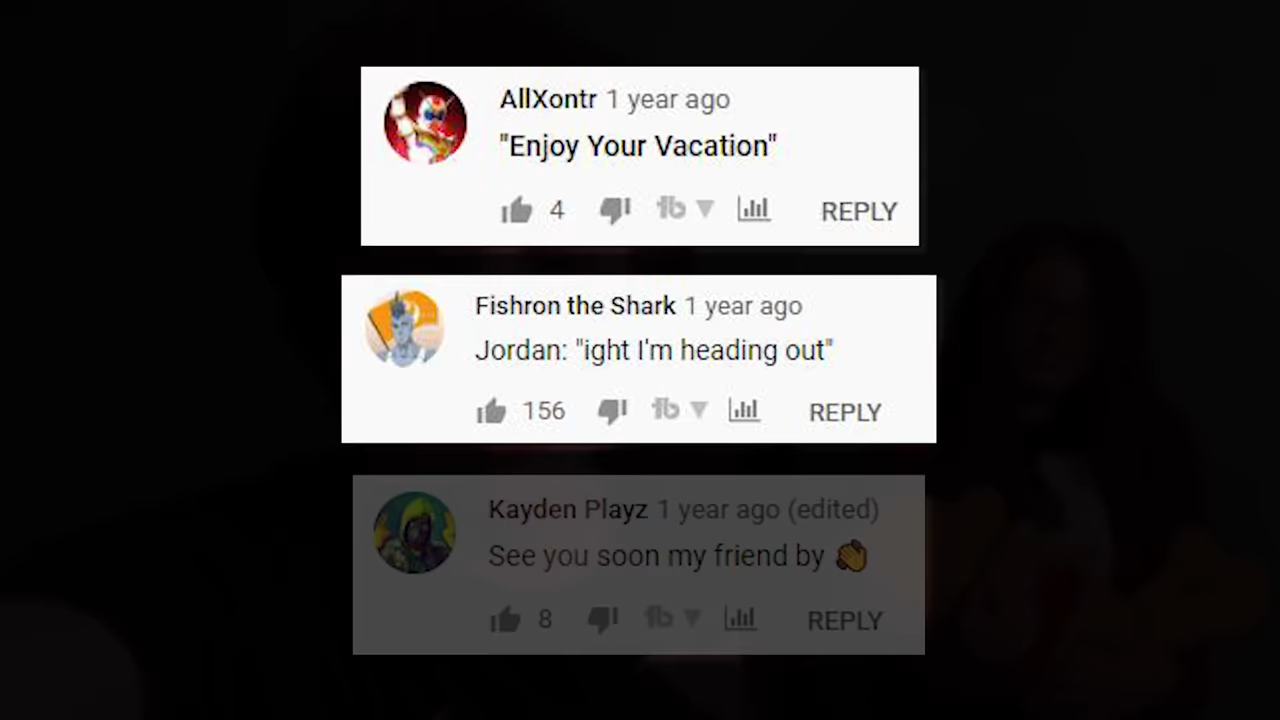 AllXontr 1 year ago
"Enjoy Your Vacation"
4 REPLY
Fishron the Shark 1 year ago
Jordan: "ight I'm heading out"
156 REPLY
Kayden Playz 1 year ago (edited)
See you soon my friend by 👏
8 REPLY